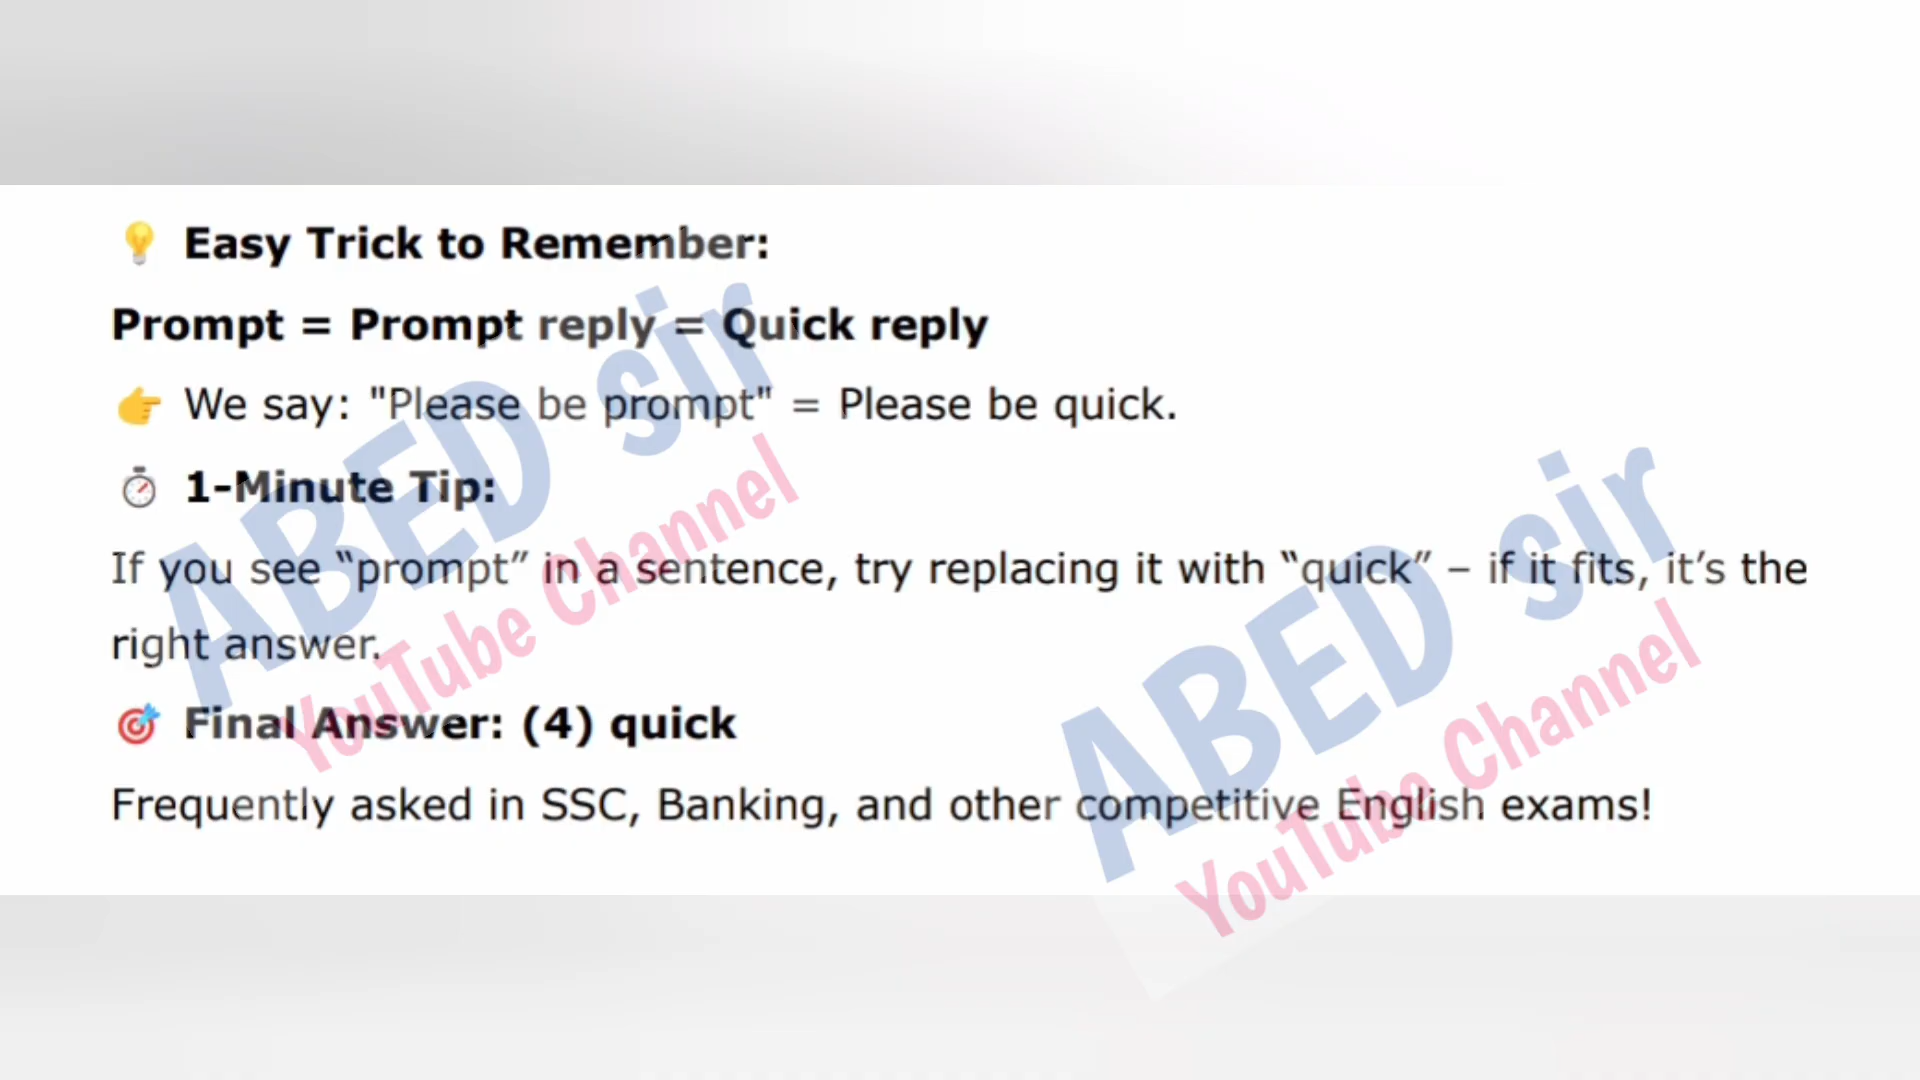 💡 Easy Trick to Remember:
Prompt = Prompt reply = Quick reply
👉 We say: "Please be prompt" = Please be quick.
⏱ 1-Minute Tip:
If you see “prompt” in a sentence, try replacing it with “quick” – if it fits, it’s the
right answer.
🎯 Final Answer: (4) quick
Frequently asked in SSC, Banking, and other competitive English exams!
ABED sir
YouTube Channel
ABED sir
YouTube Channel